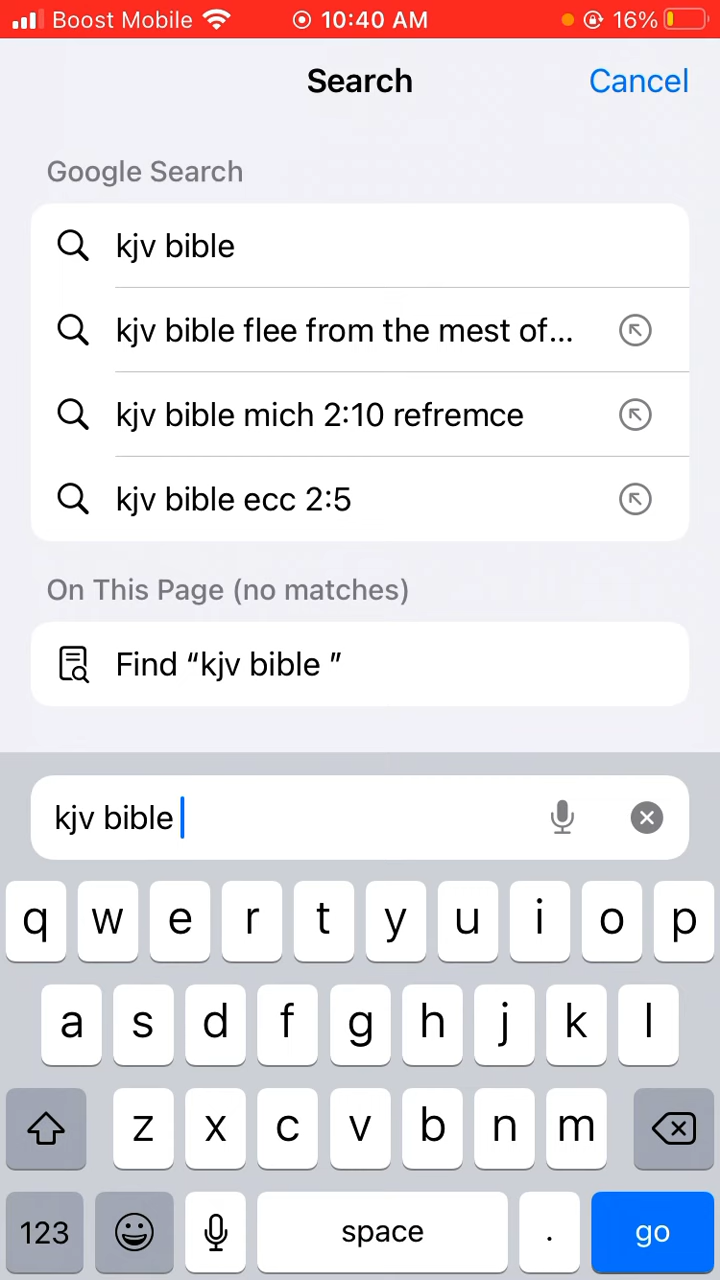 Boost Mobile 10:40 AM 16%
Search Cancel
Google Search
kjv bible
kjv bible flee from the mest of...
kjv bible mich 2:10 refremce
kjv bible ecc 2:5
On This Page (no matches)
Find “kjv bible ”
kjv bible
q w e r t y u i o p
a s d f g h j k l
z x c v b n m
123 space . go